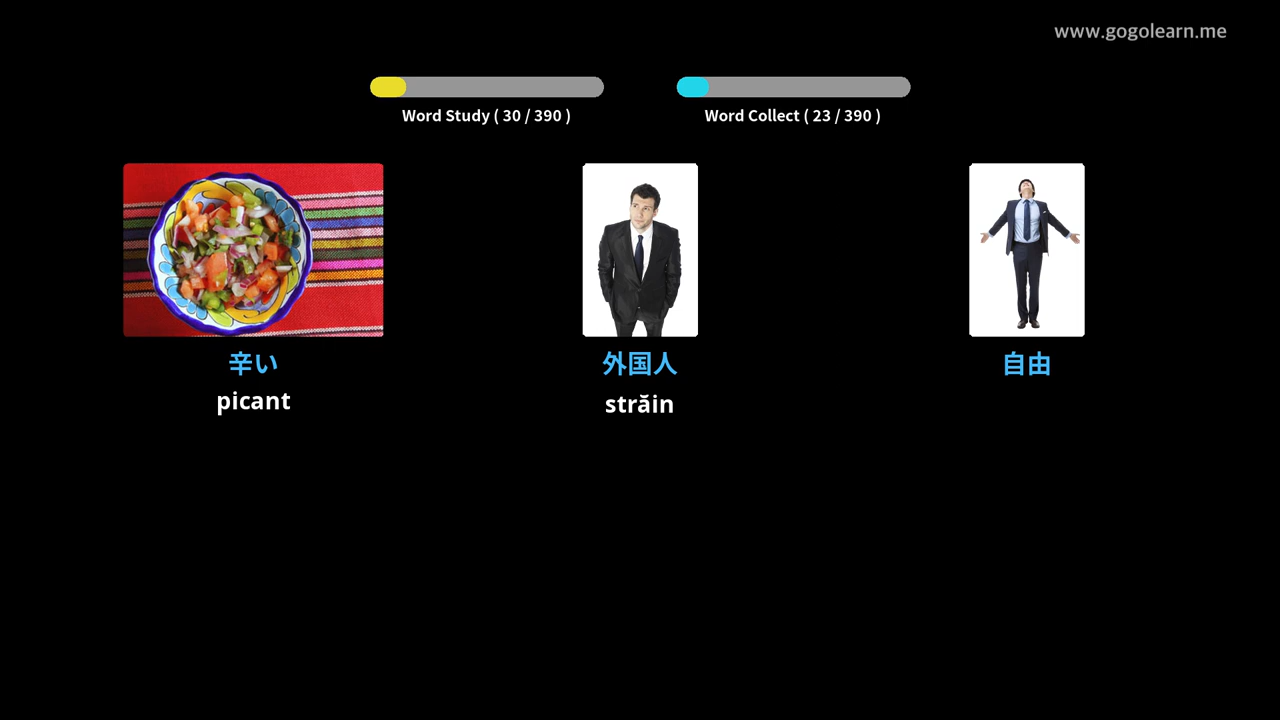 www.gogolearn.me
Word Study ( 30 / 390 )
Word Collect ( 23 / 390 )
辛い
picant
外国人
străin
自由